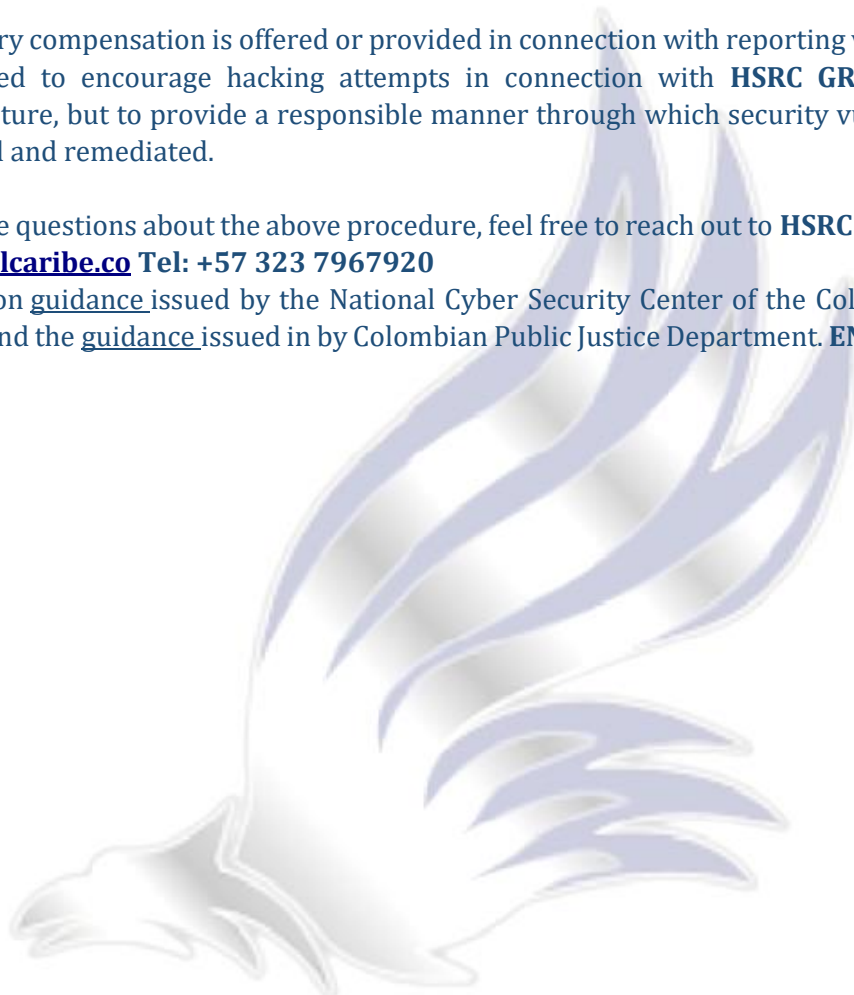 ry compensation is offered or provided in connection with reporting
ed to encourage hacking attempts in connection with HSRC GR
ture, but to provide a responsible manner through which security
and remediated.
e questions about the above procedure, feel free to reach out to HSRC
lcaribe.co Tel: +57 323 7967920
on guidance issued by the National Cyber Security Center of the Col
nd the guidance issued in by Colombian Public Justice Department. EN